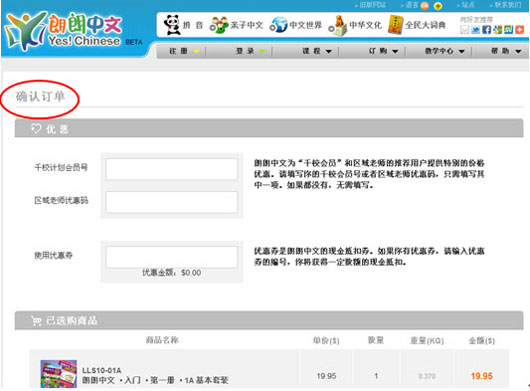 旧版网站 语言 站点 联系我们
朗朗中文
Yes! Chinese BETA
拼音 亲子中文 中文世界 中华文化 全民大词典 向好友推荐
注册 登录 课程 订购 教学中心 帮助
确认订单
优惠
千校计划会员号
区域老师优惠码
朗朗中文为“千校会员”和区域老师的推荐用户提供特别的价格
优惠。请填写你的千校会员号或者区域老师优惠码,只需填写其
中一项。如果都没有,无需填写。
使用优惠券
优惠金额:$0.00
优惠券是朗朗中文的现金抵扣券。如果你有优惠券,请输入优惠
券的编号,你将获得一定数额的现金抵扣。
已选购商品
商品名称 单价($) 数量 重量(KG) 金额($)
LLS10-01A
朗朗中文 • 入门 • 第一册 • 1A 基本套装 19.95 1 0.370 19.95